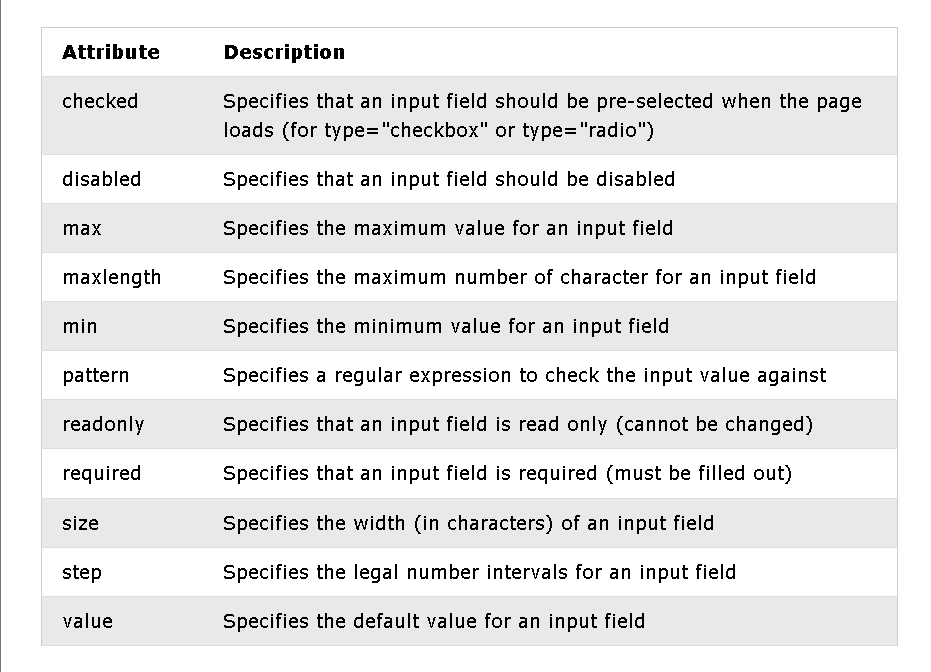 Attribute Description
checked Specifies that an input field should be pre-selected when the page
loads (for type="checkbox" or type="radio")
disabled Specifies that an input field should be disabled
max Specifies the maximum value for an input field
maxlength Specifies the maximum number of character for an input field
min Specifies the minimum value for an input field
pattern Specifies a regular expression to check the input value against
readonly Specifies that an input field is read only (cannot be changed)
required Specifies that an input field is required (must be filled out)
size Specifies the width (in characters) of an input field
step Specifies the legal number intervals for an input field
value Specifies the default value for an input field